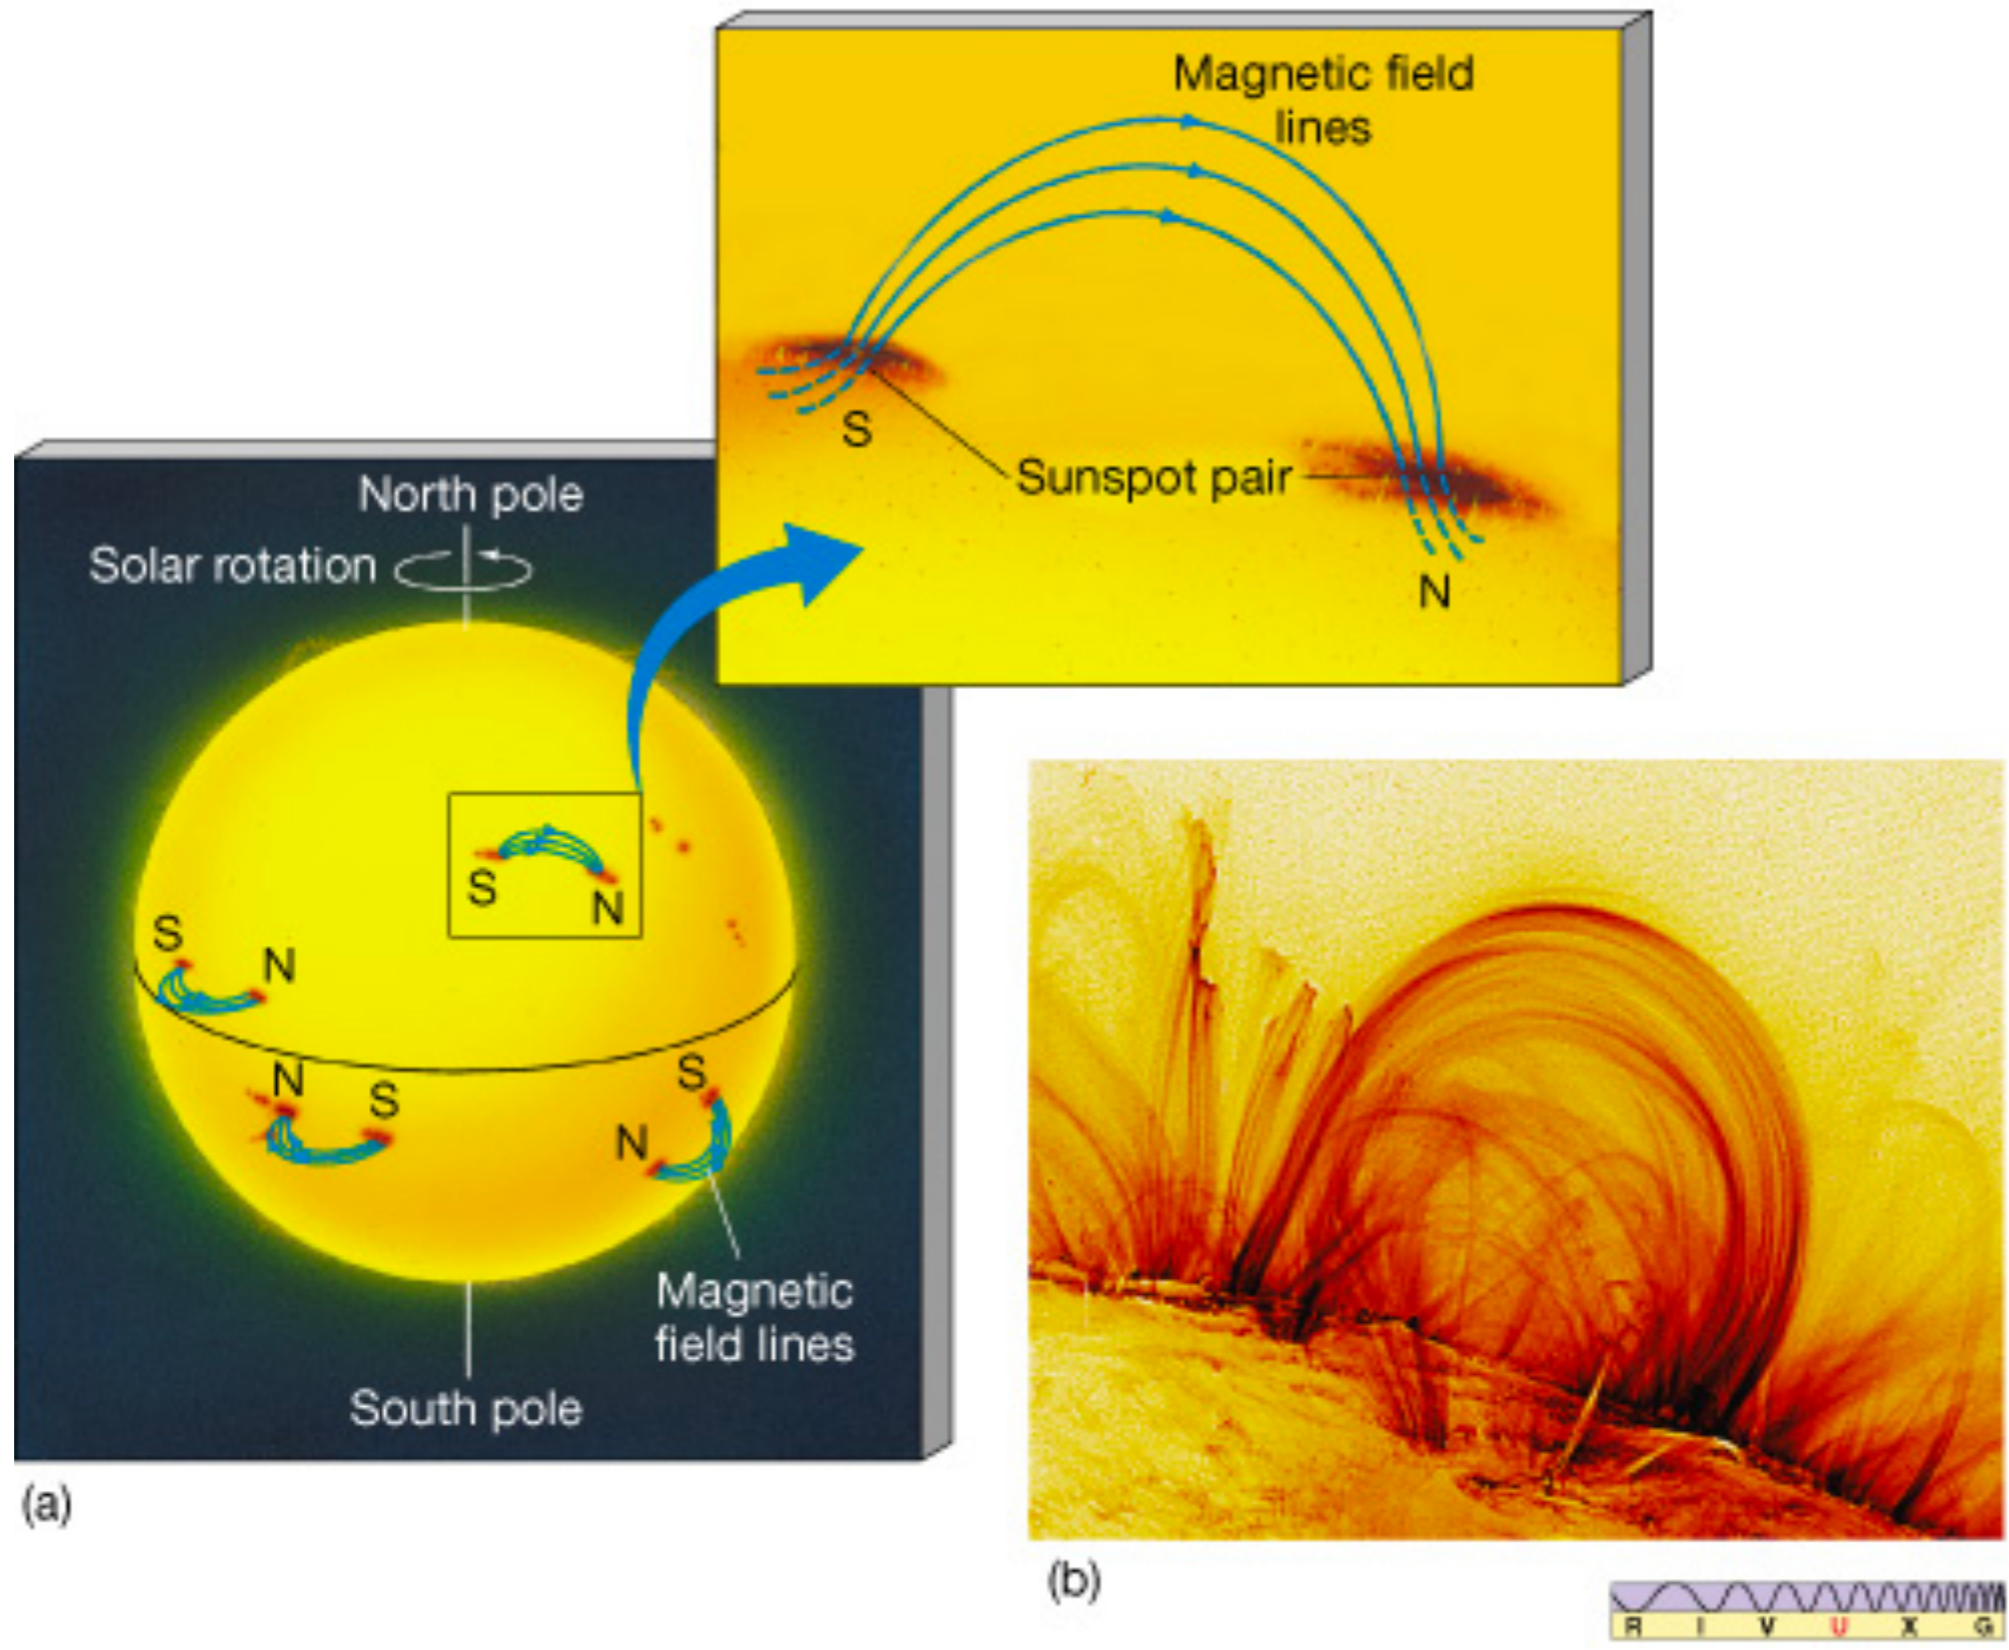 Magnetic field
lines
S
Sunspot pair
N
North pole
Solar rotation
S
N
S
N
N
S
S
N
Magnetic
field lines
South pole
(a)
(b)
R I V U X G